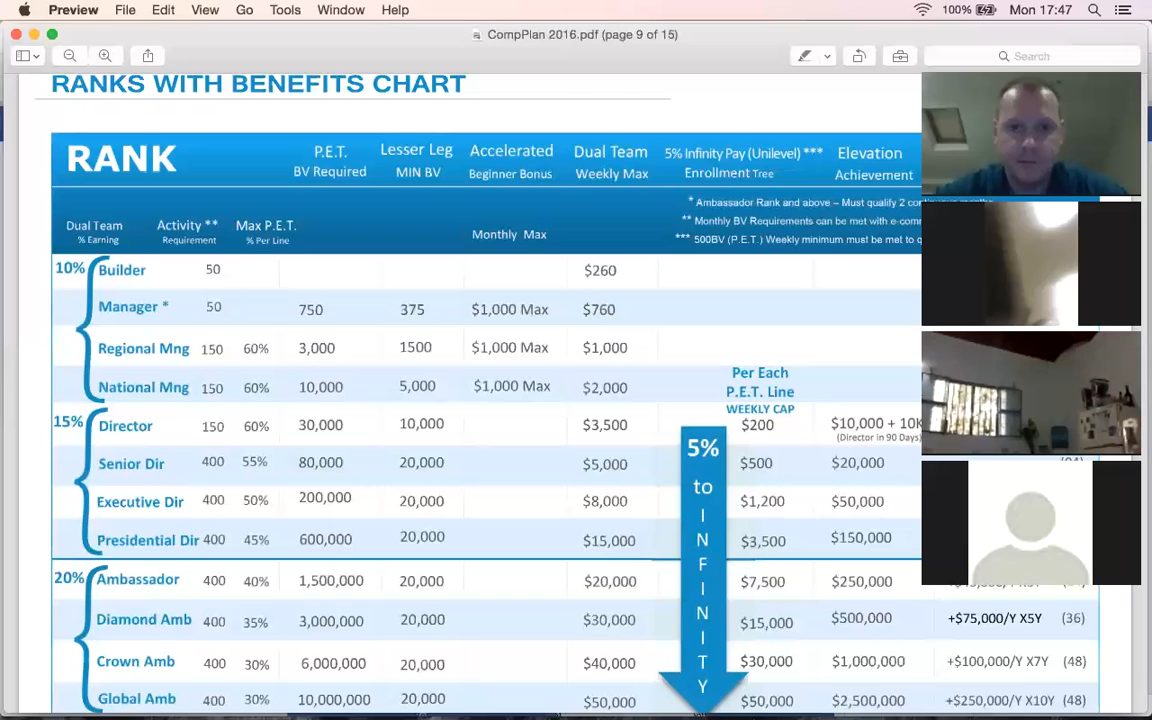 Preview File Edit View Go Tools Window Help 100% Mon 17:47
CompPlan 2016.pdf (page 9 of 15)
Search
RANKS WITH BENEFITS CHART
RANK P.E.T. Lesser Leg Accelerated Dual Team 5% Infinity Pay (Unilevel) *** Elevation
BV Required MIN BV Beginner Bonus Weekly Max Enrollment Tree Achievement
* Ambassador Rank and above – Must qualify 2
** Monthly BV Requirements can be met with
*** 500BV (P.E.T.) Weekly minimum must be met to
Dual Team Activity ** Max P.E.T.
% Earning Requirement % Per Line Monthly Max
10% Builder 50 $260
Manager * 50 750 375 $1,000 Max $760
Regional Mng 150 60% 3,000 1500 $1,000 Max $1,000
National Mng 150 60% 10,000 5,000 $1,000 Max $2,000
Per Each
P.E.T. Line
WEEKLY CAP
15% Director 150 60% 30,000 10,000 $3,500 $200 $10,000 + 10K
(Director in 90 Days)
Senior Dir 400 55% 80,000 20,000 $5,000 $500 $20,000
Executive Dir 400 50% 200,000 20,000 $8,000 $1,200 $50,000
Presidential Dir 400 45% 600,000 20,000 $15,000 $3,500 $150,000
20% Ambassador 400 40% 1,500,000 20,000 $20,000 $7,500 $250,000
Diamond Amb 400 35% 3,000,000 20,000 $30,000 $15,000 $500,000 +$75,000/Y X5Y (36)
Crown Amb 400 30% 6,000,000 20,000 $40,000 $30,000 $1,000,000 +$100,000/Y X7Y (48)
Global Amb 400 30% 10,000,000 20,000 $50,000 $50,000 $2,500,000 +$250,000/Y X10Y (48)
5%
to
I
N
F
I
N
I
T
Y